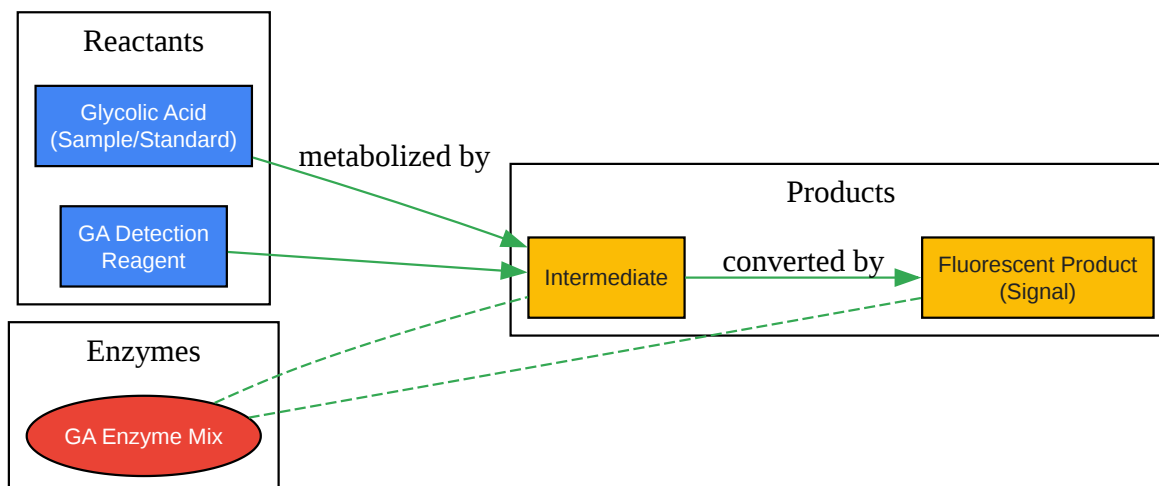 Reactants
Glycolic Acid
(Sample/Standard)
GA Detection
Reagent
metabolized by
Products
Intermediate
converted by
Fluorescent Product
(Signal)
Enzymes
GA Enzyme Mix